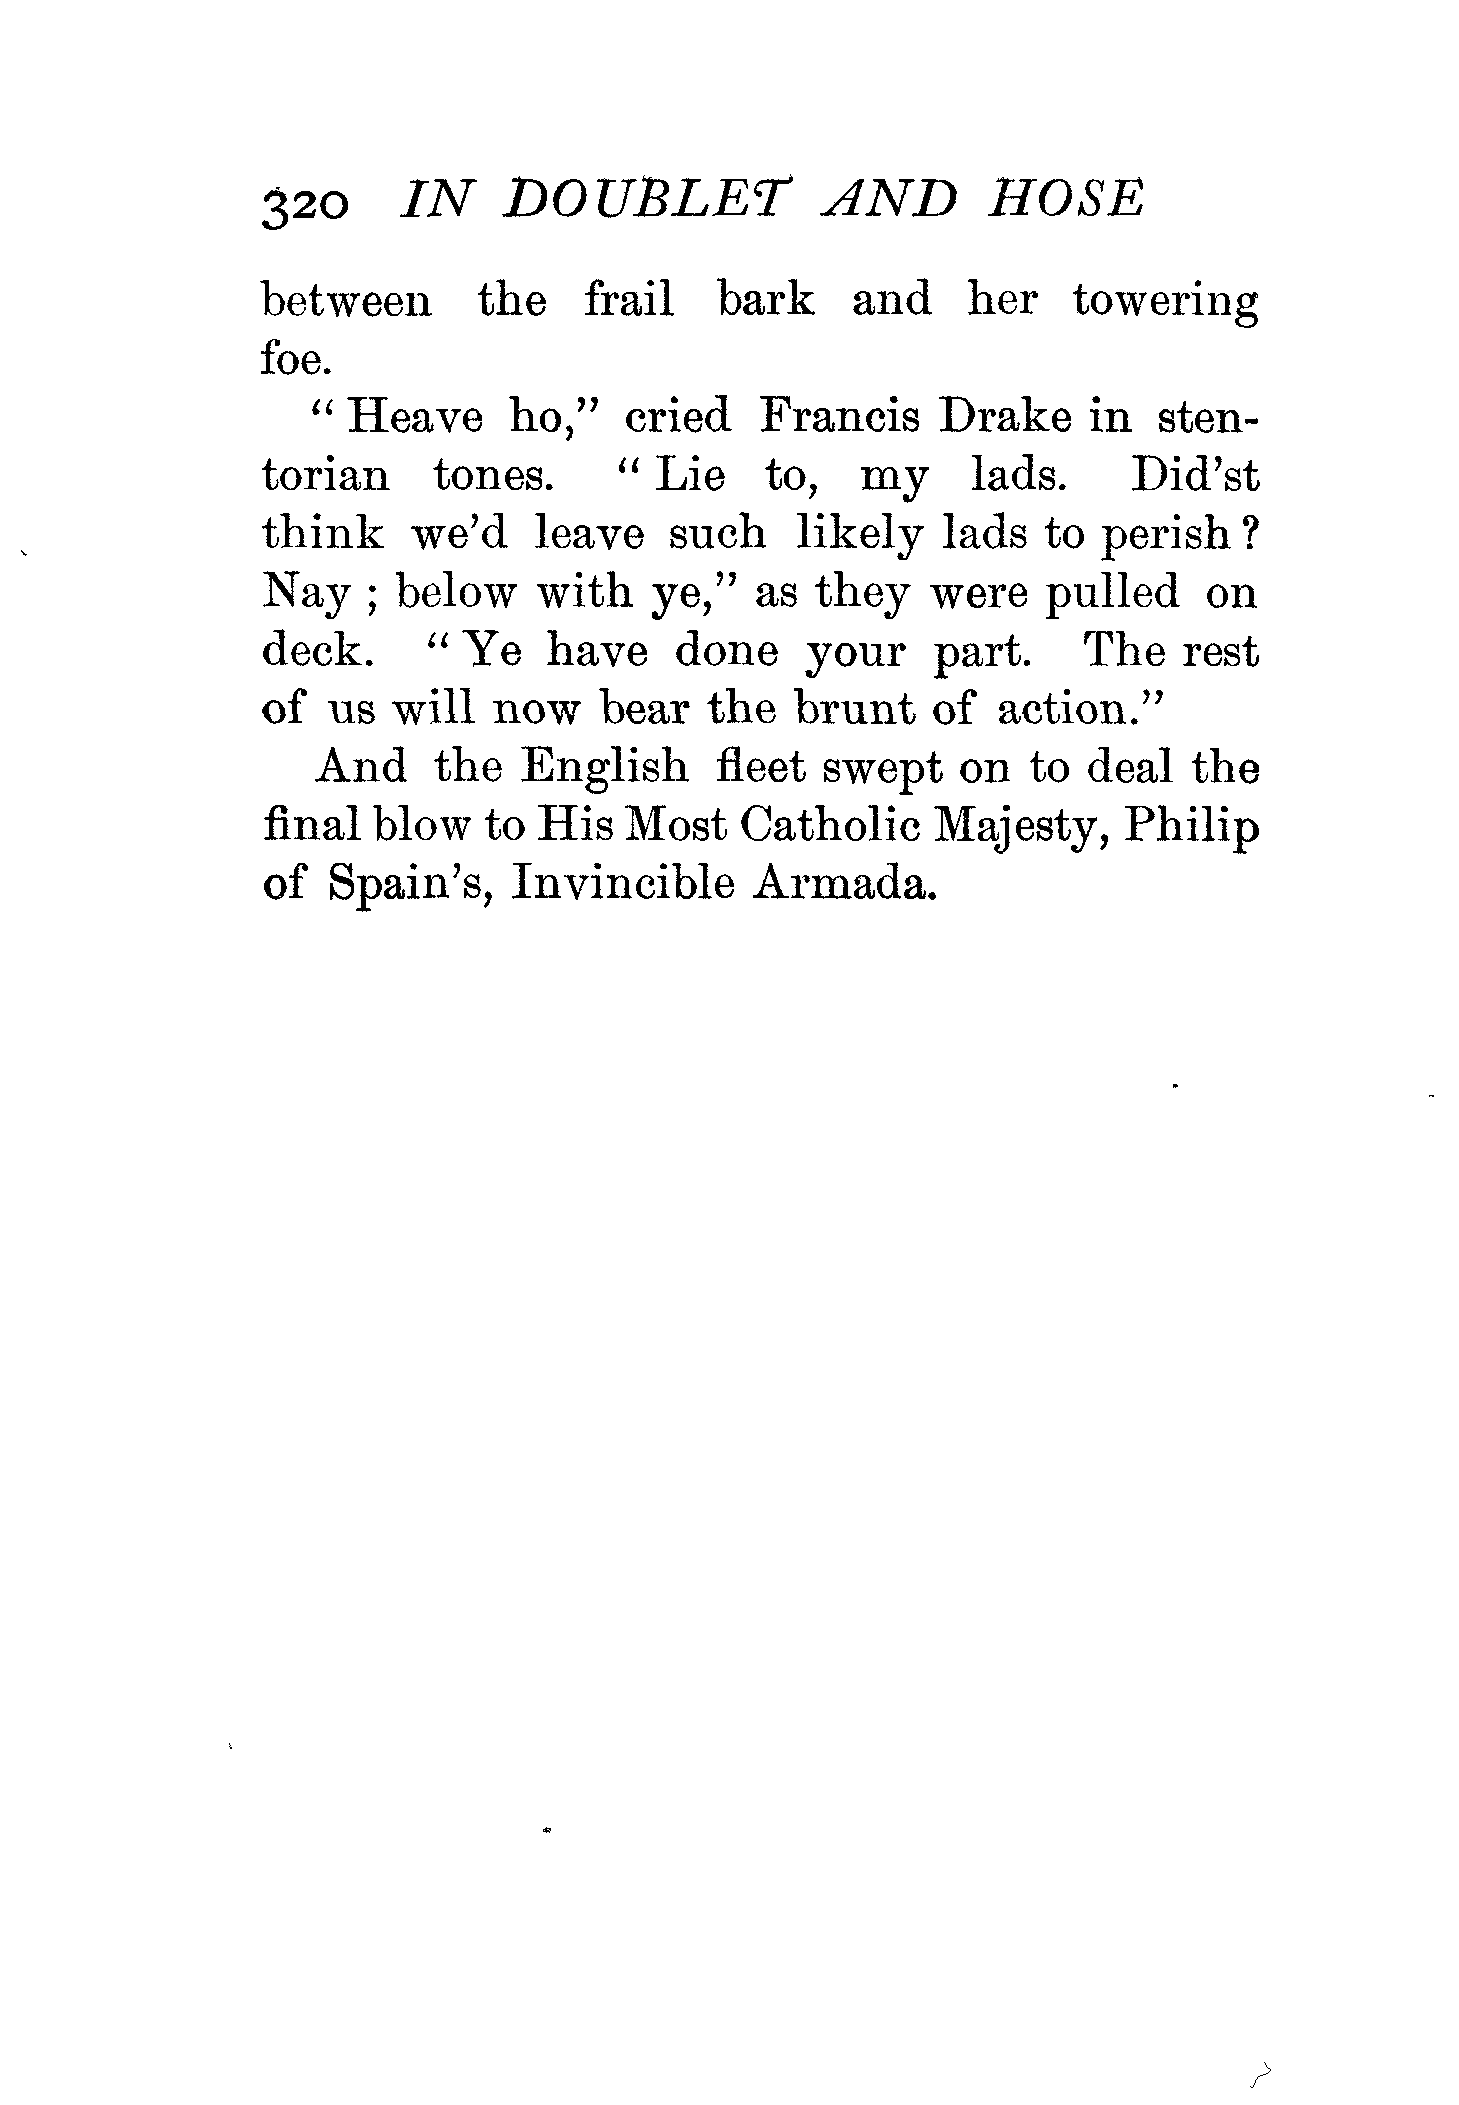 320 IN DOUBLET AND HOSE
between the frail bark and her towering
foe.
“ Heave ho,” cried Francis Drake in sten-
torian tones. “ Lie to, my lads. Did’st
think we’d leave such likely lads to perish ?
Nay ; below with ye,” as they were pulled on
deck. “ Ye have done your part. The rest
of us will now bear the brunt of action.”
And the English fleet swept on to deal the
final blow to His Most Catholic Majesty, Philip
of Spain’s, Invincible Armada.